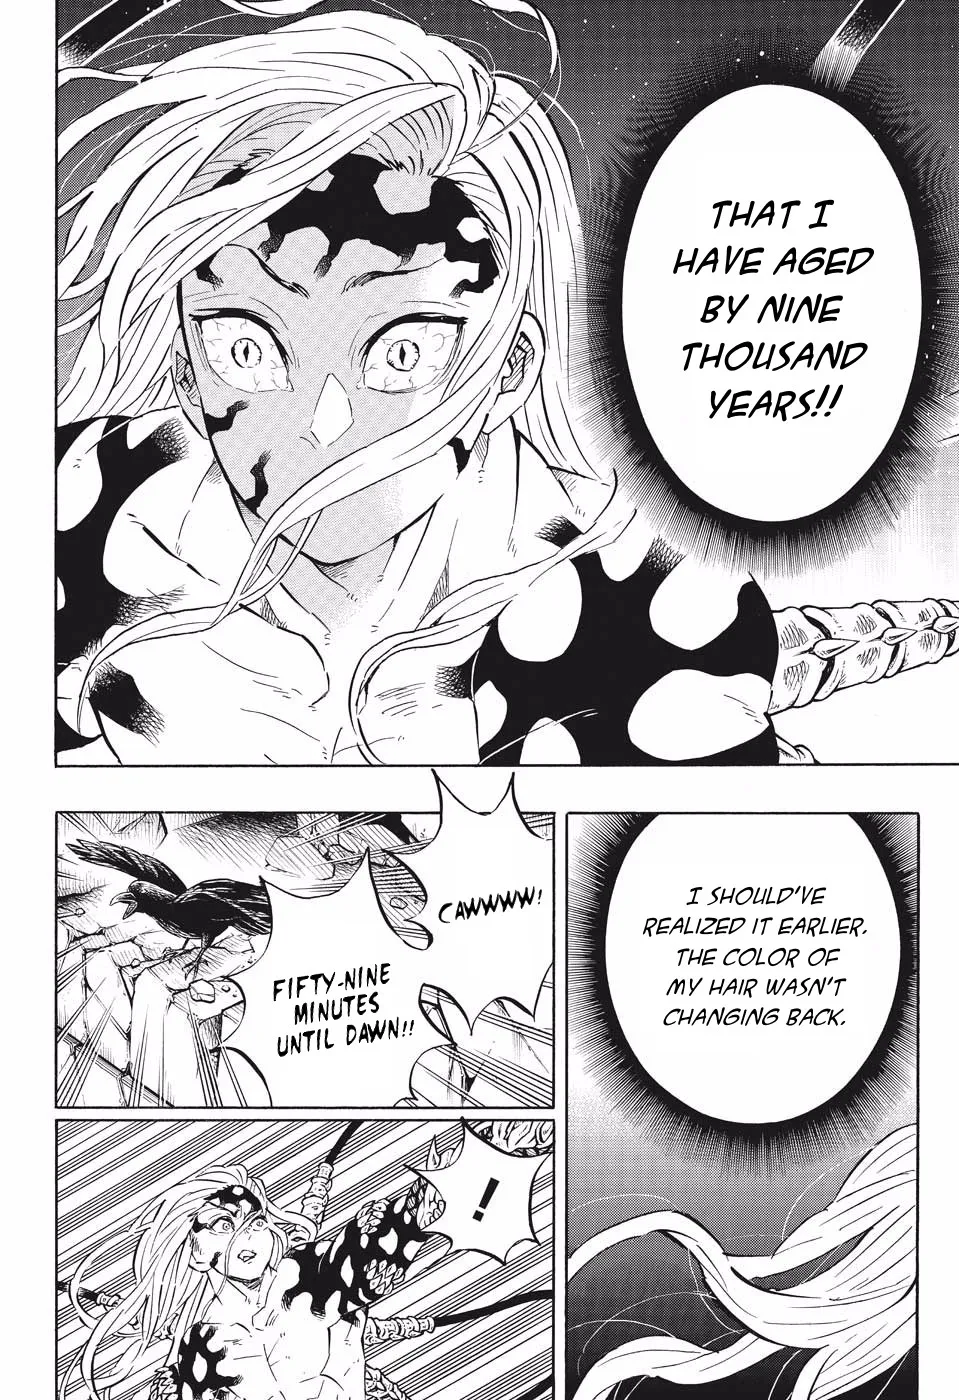 THAT I
HAVE AGED
BY NINE
THOUSAND
YEARS!!
I SHOULD'VE
REALIZED IT EARLIER.
THE COLOR OF
MY HAIR WASN'T
CHANGING BACK.
CAWWWW!
FIFTY-NINE
MINUTES
UNTIL DAWN!!
!